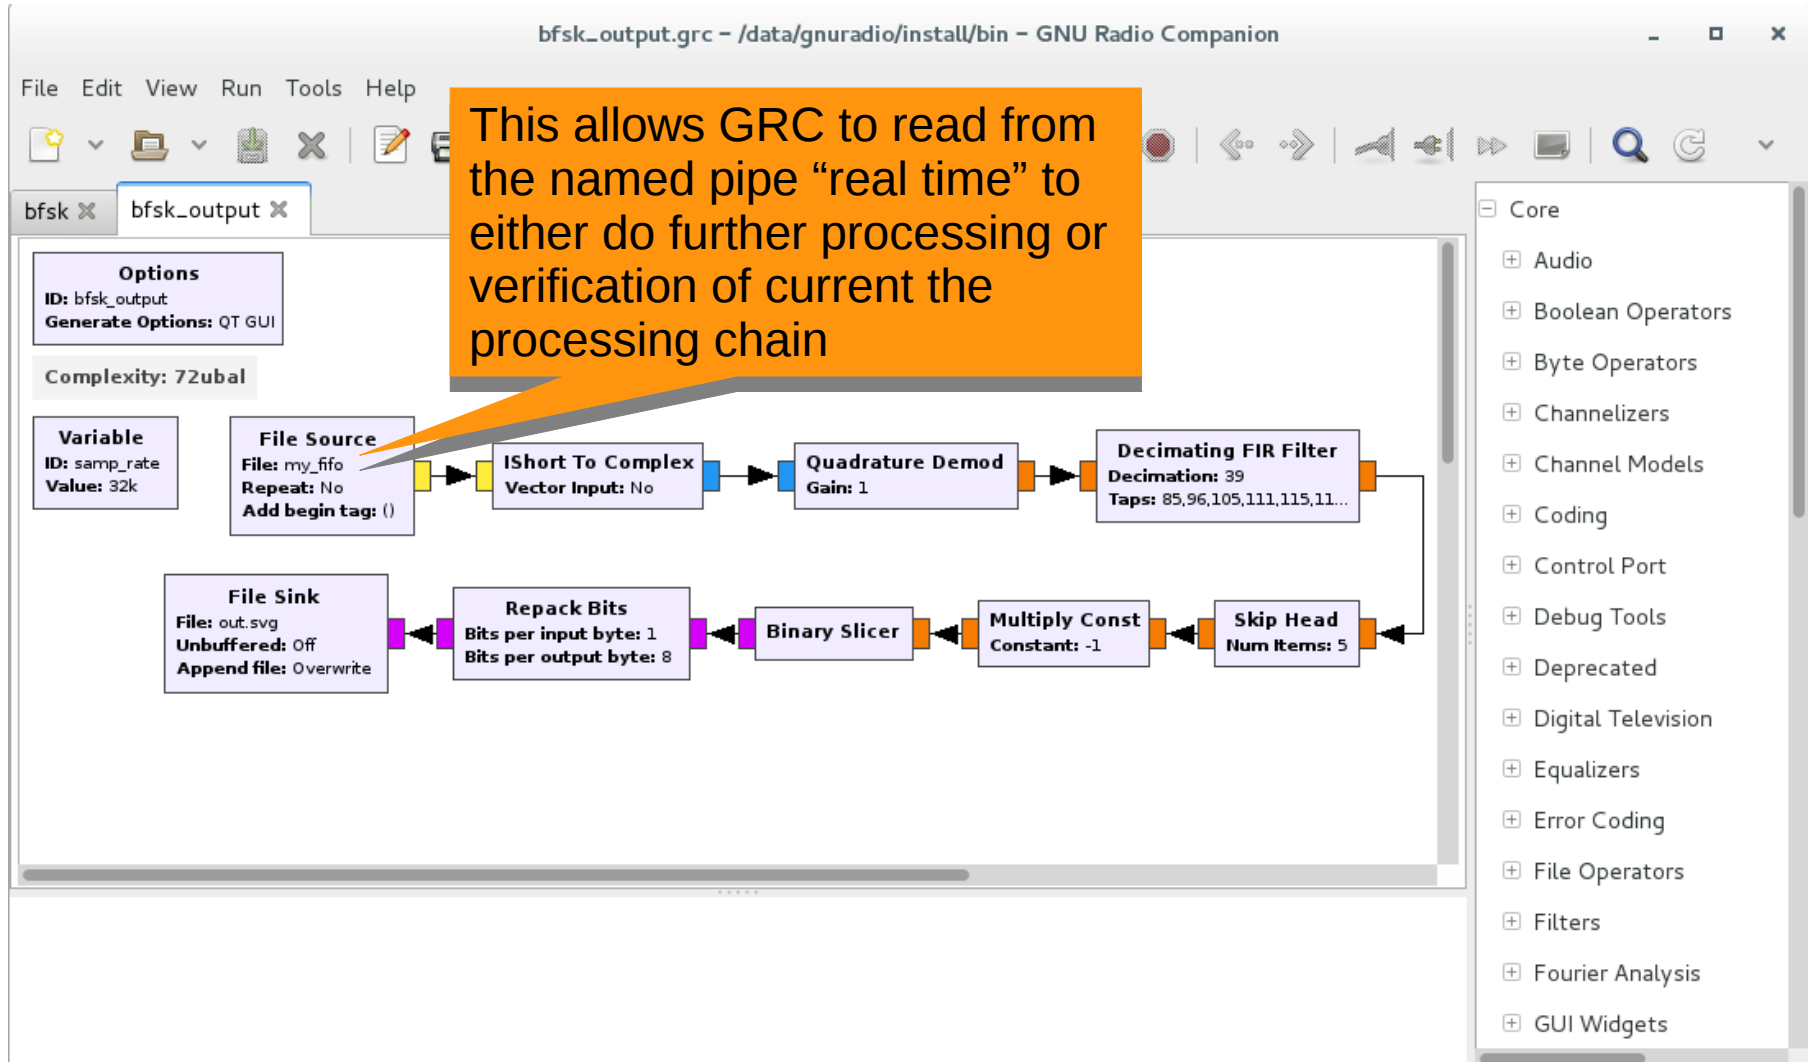 bfsk_output.grc – /data/gnuradio/install/bin – GNU Radio Companion
File Edit View Run Tools Help
This allows GRC to read from
the named pipe “real time” to
either do further processing or
verification of current the
processing chain
bfsk
bfsk_output
Options
ID: bfsk_output
Generate Options: QT GUI
Complexity: 72ubal
Variable
ID: samp_rate
Value: 32k
File Source
File: my_fifo
Repeat: No
Add begin tag: ()
IShort To Complex
Vector Input: No
Quadrature Demod
Gain: 1
Decimating FIR Filter
Decimation: 39
Taps: 85,96,105,111,115,11...
File Sink
File: out.svg
Unbuffered: Off
Append file: Overwrite
Repack Bits
Bits per input byte: 1
Bits per output byte: 8
Binary Slicer
Multiply Const
Constant: -1
Skip Head
Num Items: 5
Core
Audio
Boolean Operators
Byte Operators
Channelizers
Channel Models
Coding
Control Port
Debug Tools
Deprecated
Digital Television
Equalizers
Error Coding
File Operators
Filters
Fourier Analysis
GUI Widgets